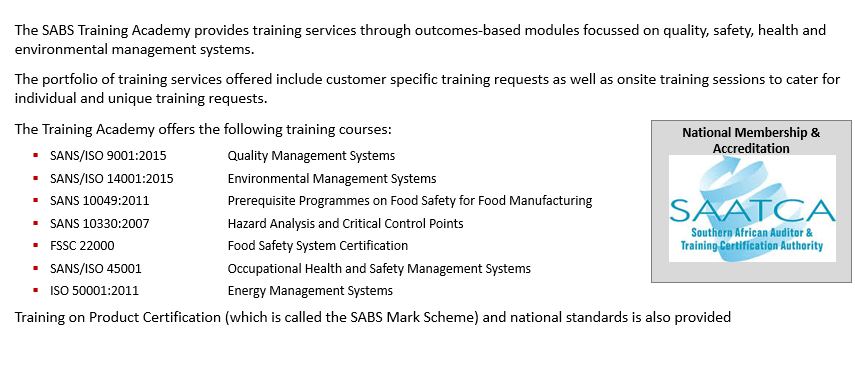 The SABS Training Academy provides training services through outcomes-based modules focussed on quality, safety, health and
environmental management systems.
The portfolio of training services offered include customer specific training requests as well as onsite training sessions to cater for
individual and unique training requests.
The Training Academy offers the following training courses:
▪ SANS/ISO 9001:2015 Quality Management Systems
▪ SANS/ISO 14001:2015 Environmental Management Systems
▪ SANS 10049:2011 Prerequisite Programmes on Food Safety for Food Manufacturing
▪ SANS 10330:2007 Hazard Analysis and Critical Control Points
▪ FSSC 22000 Food Safety System Certification
▪ SANS/ISO 45001 Occupational Health and Safety Management Systems
▪ ISO 50001:2011 Energy Management Systems
Training on Product Certification (which is called the SABS Mark Scheme) and national standards is also provided
National Membership &
Accreditation
SAATCA
Southern African Auditor &
Training Certification Authority